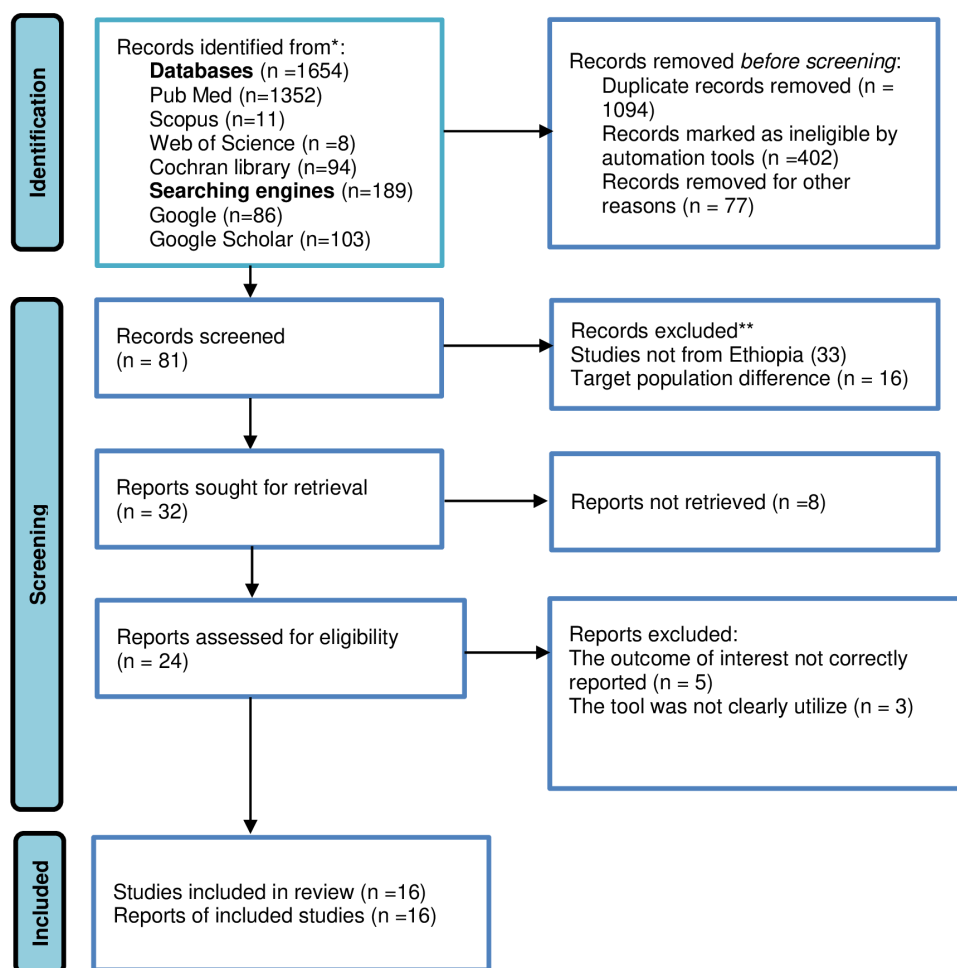 Identification
Records identified from*:
Databases (n =1654)
Pub Med (n=1352)
Scopus (n=11)
Web of Science (n =8)
Cochran library (n=94)
Searching engines (n=189)
Google (n=86)
Google Scholar (n=103)
Records removed before screening:
Duplicate records removed (n =
1094)
Records marked as ineligible by
automation tools (n =402)
Records removed for other
reasons (n = 77)
Screening
Records screened
(n = 81)
Records excluded**
Studies not from Ethiopia (33)
Target population difference (n = 16)
Reports sought for retrieval
(n = 32)
Reports not retrieved (n =8)
Reports assessed for eligibility
(n = 24)
Reports excluded:
The outcome of interest not correctly
reported (n = 5)
The tool was not clearly utilize (n = 3)
Included
Studies included in review (n =16)
Reports of included studies (n =16)